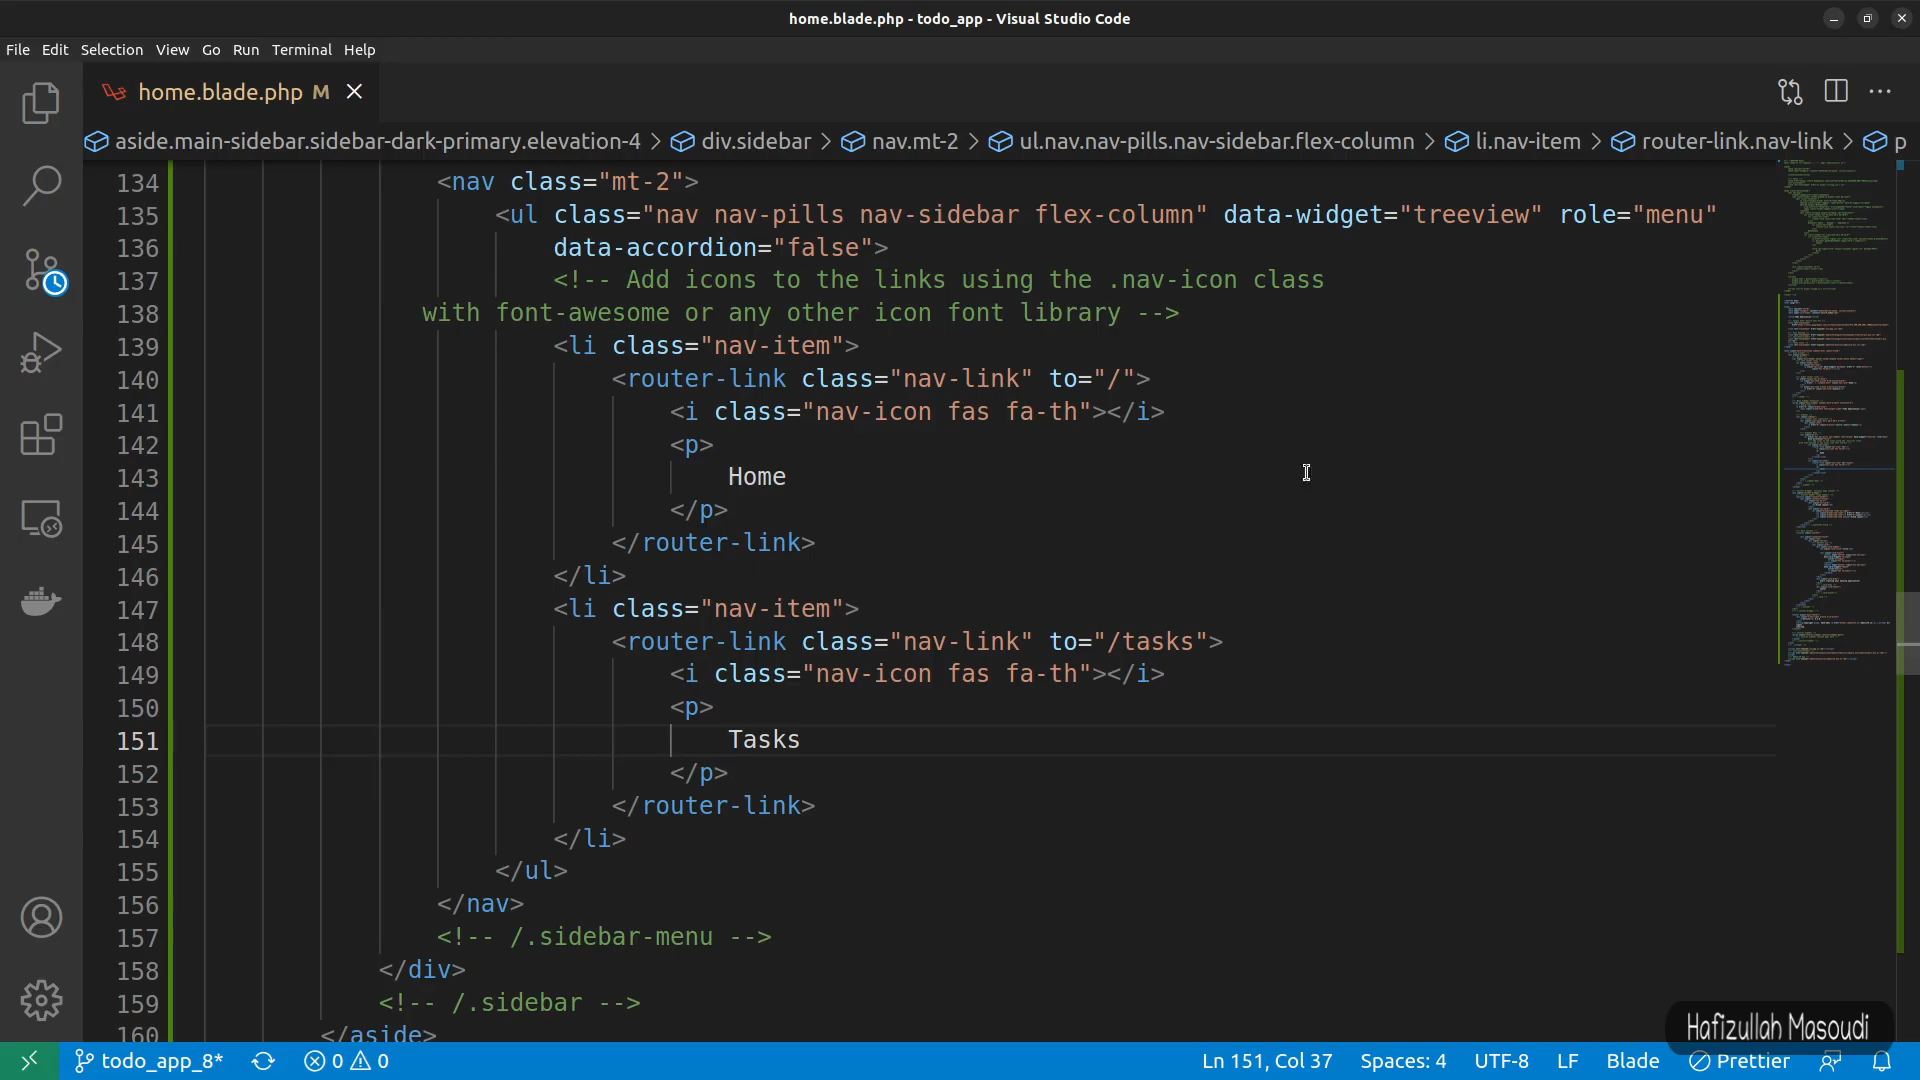 home.blade.php - todo_app - Visual Studio Code
File Edit Selection View Go Run Terminal Help
home.blade.php M
aside.main-sidebar.sidebar-dark-primary.elevation-4 > div.sidebar > nav.mt-2 > ul.nav.nav-pills.nav-sidebar.flex-column > li.nav-item > router-link.nav-link > p
134 <nav class="mt-2">
135 <ul class="nav nav-pills nav-sidebar flex-column" data-widget="treeview" role="menu"
136 data-accordion="false">
137 <!-- Add icons to the links using the .nav-icon class
138 with font-awesome or any other icon font library -->
139 <li class="nav-item">
140 <router-link class="nav-link" to="/">
141 <i class="nav-icon fas fa-th"></i>
142 <p>
143 Home
144 </p>
145 </router-link>
146 </li>
147 <li class="nav-item">
148 <router-link class="nav-link" to="/tasks">
149 <i class="nav-icon fas fa-th"></i>
150 <p>
151 Tasks
152 </p>
153 </router-link>
154 </li>
155 </ul>
156 </nav>
157 <!-- /.sidebar-menu -->
158 </div>
159 <!-- /.sidebar -->
160 </aside>
Hafizullah Masoudi
todo_app_8* 0 0 Ln 151, Col 37 Spaces: 4 UTF-8 LF Blade Prettier